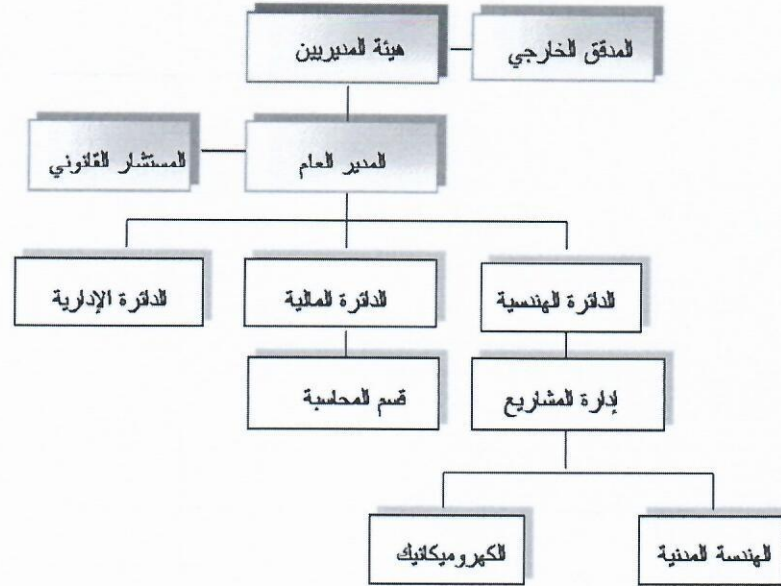 المدقق الخارجي
هيئة المديريين
المدير العام
المستشار القانوني
الدائرة الهندسية
الدائرة المالية
الدائرة الإدارية
إدارة المشاريع
قسم المحاسبة
الهندسة المدنية
الكهروميكانيك